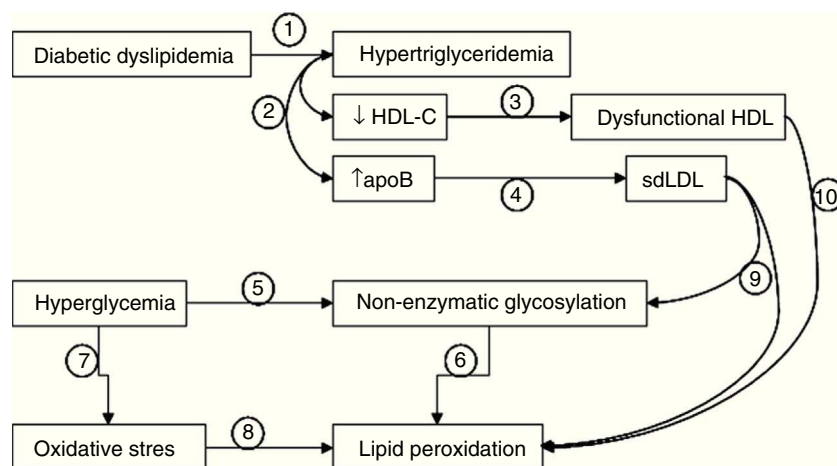 1
Diabetic dyslipidemia
Hypertriglyceridemia
2
↓ HDL-C
3
Dysfunctional HDL
↑apoB
4
sdLDL
10
Hyperglycemia
5
Non-enzymatic glycosylation
9
7
6
Oxidative stres
8
Lipid peroxidation